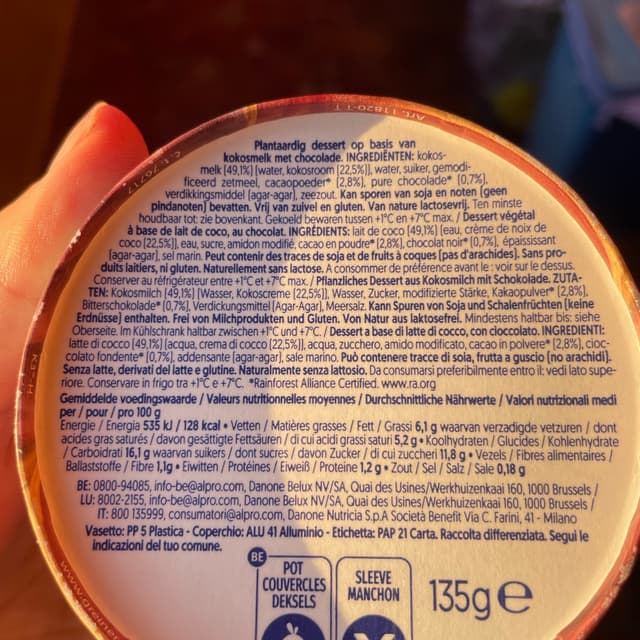 Art. 11820-1-T
Plantaardig dessert op basis van
kokosmelk met chocolade. INGREDIËNTEN: kokos-
melk (49,1%) (water, kokosroom (22,5%)), water, suiker, gemodi-
ficeerd zetmeel, cacaopoeder* (2,8%), pure chocolade* (0,7%),
verdikkingsmiddel (agar-agar), zeezout. Kan sporen van soja en noten (geen
pindanoten) bevatten. Vrij van zuivel en gluten. Van nature lactosevrij. Ten minste
houdbaar tot: zie bovenkant. Gekoeld bewaren tussen +1°C en +7°C max. / Dessert végétal
à base de lait de coco, au chocolat. INGRÉDIENTS: lait de coco (49,1%) (eau, crème de noix de
coco (22,5%)), eau, sucre, amidon modifié, cacao en poudre* (2,8%), chocolat noir* (0,7%), épaississant
(agar-agar), sel marin. Peut contenir des traces de soja et de fruits à coques (pas d'arachides). Sans pro-
duits laitiers, ni gluten. Naturellement sans lactose. A consommer de préférence avant le : voir sur le dessus.
Conserver au réfrigérateur entre +1°C et +7°C max. / Pflanzliches Dessert aus Kokosmilch mit Schokolade. ZUTA-
TEN: Kokosmilch (49,1%) (Wasser, Kokoscreme (22,5%)), Wasser, Zucker, modifizierte Stärke, Kakaopulver* (2,8%),
Bitterschokolade* (0,7%), Verdickungsmittel (Agar-Agar), Meersalz. Kann Spuren von Soja und Schalenfrüchten (keine
Erdnüsse) enthalten. Frei von Milchprodukten und Gluten. Von Natur aus laktosefrei. Mindestens haltbar bis: siehe
Oberseite. Im Kühlschrank haltbar zwischen +1°C und +7°C. / Dessert a base di latte di cocco, con cioccolato. INGREDIENTI:
latte di cocco (49,1%) (acqua, crema di cocco (22,5%)), acqua, zucchero, amido modificato, cacao in polvere* (2,8%), cioc-
colato fondente* (0,7%), addensante (agar-agar), sale marino. Può contenere tracce di soia, frutta a guscio (no arachidi).
Senza latte, derivati del latte e glutine. Naturalmente senza lattosio. Da consumarsi preferibilmente entro il: vedi lato supe-
riore. Conservare in frigo tra +1°C e +7°C. *Rainforest Alliance Certified. www.ra.org
Gemiddelde voedingswaarde / Valeurs nutritionnelles moyennes / Durchschnittliche Nährwerte / Valori nutrizionali medi
per / pour / pro 100 g
Energie / Energia 535 kJ / 128 kcal • Vetten / Matières grasses / Fett / Grassi 6,1 g waarvan verzadigde vetzuren / dont
acides gras saturés / davon gesättigte Fettsäuren / di cui acidi grassi saturi 5,2 g • Koolhydraten / Glucides / Kohlenhydrate
/ Carboidrati 16,1 g waarvan suikers / dont sucres / davon Zucker / di cui zuccheri 11,8 g • Vezels / Fibres alimentaires /
Ballaststoffe / Fibre 1,1g • Eiwitten / Protéines / Eiweiß / Proteine 1,2 g • Zout / Sel / Salz / Sale 0,18 g
BE: 0800-94085, info-be@alpro.com, Danone Belux NV/SA, Quai des Usines/Werkhuizenkaai 160, 1000 Brussels /
LU: 8002-2155, info-be@alpro.com, Danone Belux NV/SA, Quai des Usines/Werkhuizenkaai 160, 1000 Brussels /
IT: 800 135999, consumatori@alpro.com, Danone Nutricia S.p.A Società Benefit Via C. Farini, 41 - Milano
Vasetto: PP 5 Plastica - Coperchio: ALU 41 Alluminio - Etichetta: PAP 21 Carta. Raccolta differenziata. Segui le
indicazioni del tuo comune.
BE
POT
COUVERCLES
DEKSELS
SLEEVE
MANCHON
135g e